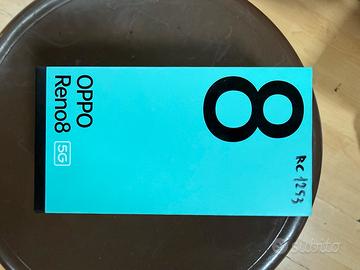 8
OPPO
Reno8 5G
RC 1253
subito